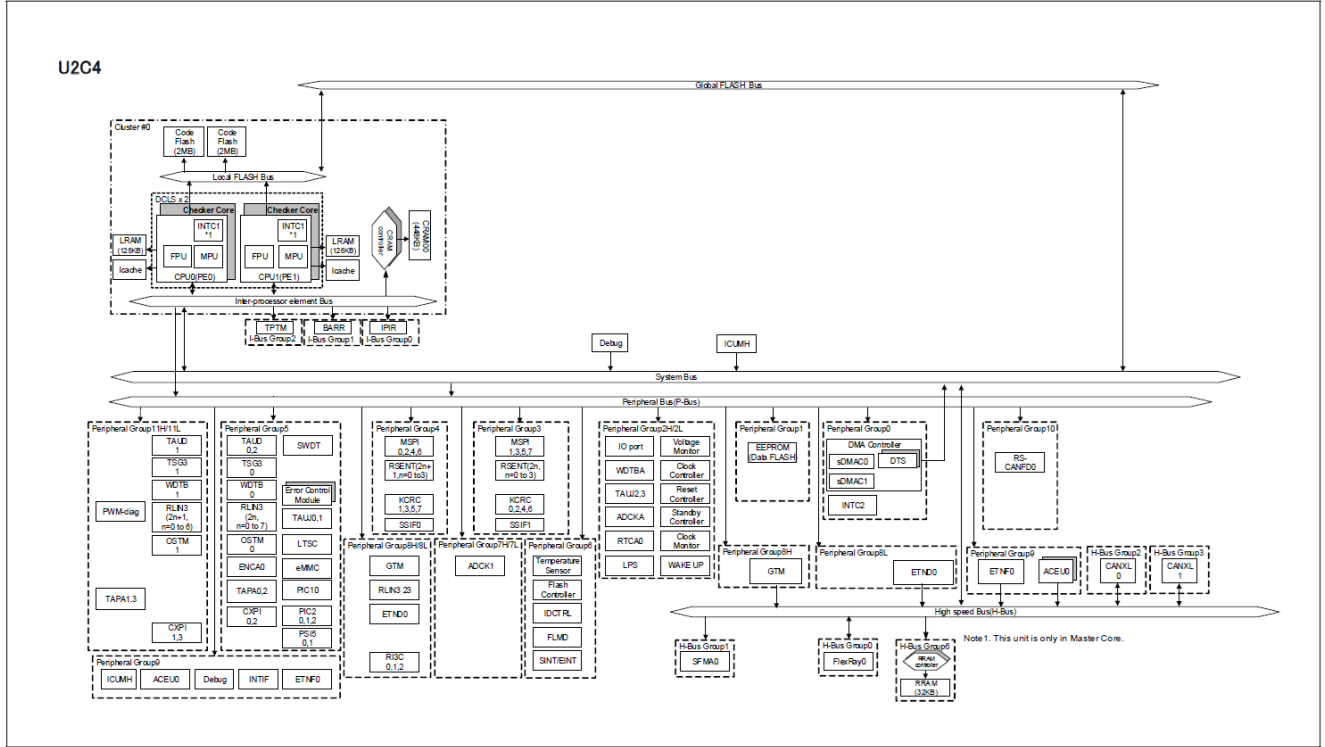 U2C4
Global FLASH Bus
Cluster #0
Code
Flash
(2MB)
Code
Flash
(2MB)
Local FLASH Bus
DCLS x 2
Checker Core
Checker Core
INTC1
*1
INTC1
*1
FPU
MPU
FPU
MPU
CPU0(PE0)
CPU1(PE1)
LRAM
(128KB)
Icache
LRAM
(128KB)
Icache
CRAM
controller
CRAM00
(448KB)
Inter-processor element Bus
TPTM
I-Bus Group2
BARR
I-Bus Group1
IPIR
I-Bus Group0
Debug
ICUMH
System Bus
Peripheral Bus(P-Bus)
Peripheral Group11H/11L
TAUD
1
TSG3
1
WDTB
1
PWM-diag
RLIN3
(2n+1,
n=0 to 6)
OSTM
1
TAPA1,3
CXPI
1,3
Peripheral Group5
TAUD
0,2
SWDT
TSG3
0
WDTB
0
Error Control
Module
RLIN3
(2n,
n=0 to 7)
TAUJ0,1
OSTM
0
LTSC
ENCA0
eMMC
TAPA0,2
PIC10
CXPI
0,2
PIC2
0,1,2
PSI5
0,1
Peripheral Group9
ICUMH
ACEU0
Debug
INTIF
ETNF0
Peripheral Group4
MSPI
0,2,4,6
RSENT(2n+
1,n=0 to3)
KCRC
1,3,5,7
SSIF0
Peripheral Group3
MSPI
1,3,5,7
RSENT(2n,
n=0 to 3)
KCRC
0,2,4,6
SSIF1
Peripheral Group8H/8L
GTM
RLIN3 23
ETND0
RI3C
0,1,2
Peripheral Group7H/7L
ADCK1
Peripheral Group6
Temperature
Sensor
Flash
Controller
IDCTRL
FLMD
SINT/EINT
Peripheral Group2H/2L
IO port
Voltage
Monitor
WDTBA
Clock
Controller
TAUJ2,3
Reset
Controller
ADCKA
Standby
Controller
RTCA0
Clock
Monitor
LPS
WAKE UP
Peripheral Group1
EEPROM
(Data FLASH)
Peripheral Group0
DMA Controller
sDMAC0
DTS
sDMAC1
INTC2
Peripheral Group10
RS-
CANFD0
Peripheral Group8H
GTM
Peripheral Group8L
ETND0
Peripheral Group9
ETNF0
ACEU0
H-Bus Group2
CANXL
0
H-Bus Group3
CANXL
1
High speed Bus(H-Bus)
H-Bus Group1
SFMA0
H-Bus Group0
FlexRay0
H-Bus Group6
RRAM
controller
RRAM
(32KB)
Note1. This unit is only in Master Core.